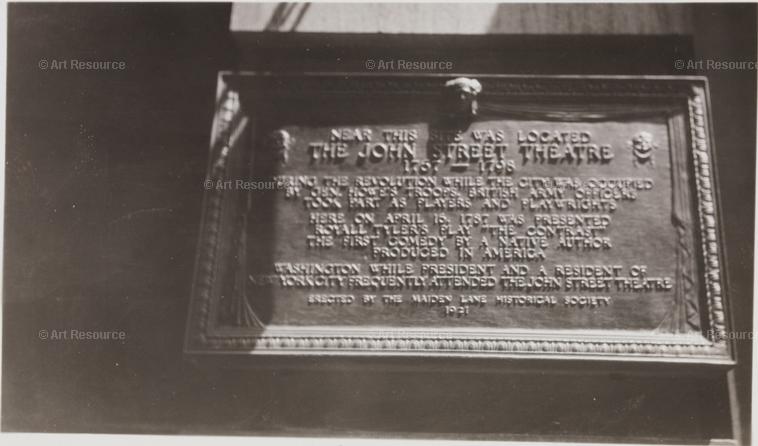 NEAR THIS SITE WAS LOCATED
THE JOHN STREET THEATRE
1767 — 1798
DURING THE REVOLUTION WHILE THE CITY WAS OCCUPIED
BY GEN. HOWE'S TROOPS, BRITISH ARMY OFFICERS
TOOK PART AS PLAYERS AND PLAYWRIGHTS
HERE ON APRIL 16, 1787 WAS PRESENTED
ROYALL TYLER'S PLAY "THE CONTRAST"
THE FIRST COMEDY BY A NATIVE AUTHOR
PRODUCED IN AMERICA
WASHINGTON WHILE PRESIDENT AND A RESIDENT OF
NEW YORK CITY FREQUENTLY ATTENDED THE JOHN STREET THEATRE
ERECTED BY THE MAIDEN LANE HISTORICAL SOCIETY
1921
© Art Resource
© Art Resource
© Art Resource
© Art Resource
© Art Resource
© Art Resource
© Art Resource